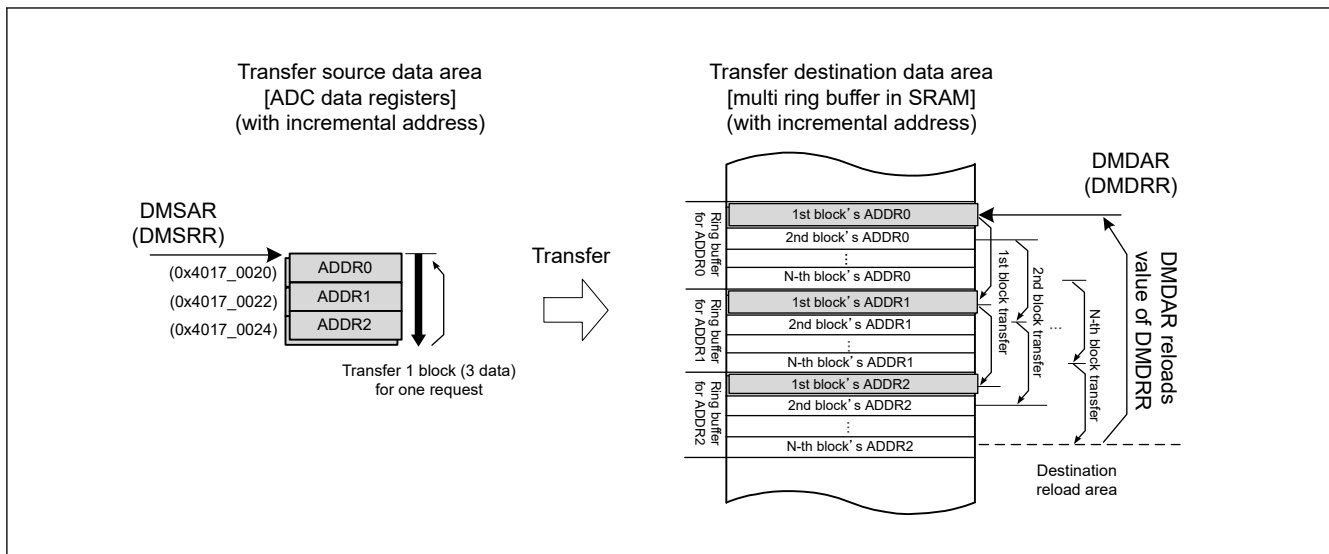 Transfer source data area
[ADC data registers]
(with incremental address)
DMSAR
(DMSRR)
(0x4017_0020)
ADDR0
(0x4017_0022)
ADDR1
(0x4017_0024)
ADDR2
Transfer 1 block (3 data)
for one request
Transfer
Transfer destination data area
[multi ring buffer in SRAM]
(with incremental address)
DMDAR
(DMDRR)
Ring buffer
for ADDR0
1st block’s ADDR0
2nd block’s ADDR0
⋮
N-th block’s ADDR0
Ring buffer
for ADDR1
1st block’s ADDR1
2nd block’s ADDR1
⋮
N-th block’s ADDR1
Ring buffer
for ADDR2
1st block’s ADDR2
2nd block’s ADDR2
⋮
N-th block’s ADDR2
1st block transfer
2nd block transfer
...
N-th block transfer
DMDAR reloads
value of DMDRR
Destination
reload area